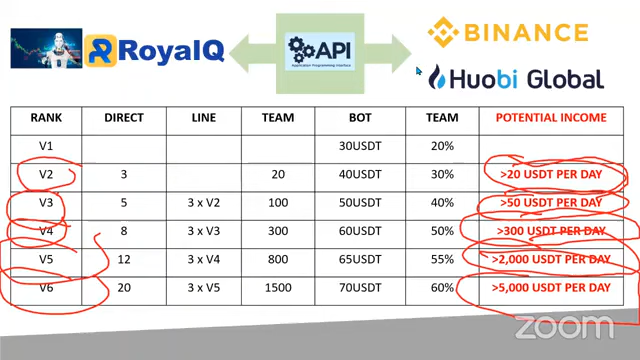 RoyalQ
API
Application Programming Interface
BINANCE
Huobi Global
RANK DIRECT LINE TEAM BOT TEAM POTENTIAL INCOME
V1 30USDT 20%
V2 3 20 40USDT 30% >20 USDT PER DAY
V3 5 3 x V2 100 50USDT 40% >50 USDT PER DAY
V4 8 3 x V3 300 60USDT 50% >300 USDT PER DAY
V5 12 3 x V4 800 65USDT 55% >2,000 USDT PER DAY
V6 20 3 x V5 1500 70USDT 60% >5,000 USDT PER DAY
zoom